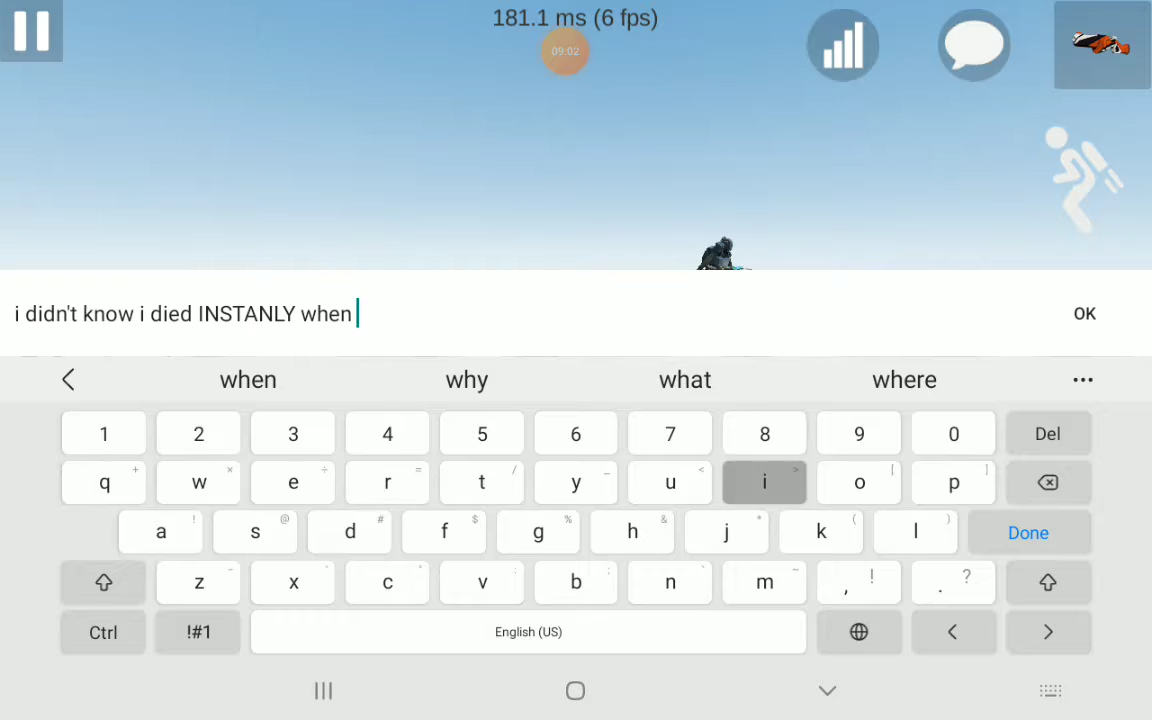 181.1 ms (6 fps)
09:02
i didn't know i died INSTANLY when
OK
when why what where
1 2 3 4 5 6 7 8 9 0 Del
q + w × e ÷ r = t / y _ u < i > o [ p ]
a ! s @ d # f $ g % h & j * k ( l ) Done
z - x ' c " v : b ; n ` m ~ , ! . ?
Ctrl !#1 English (US) < >